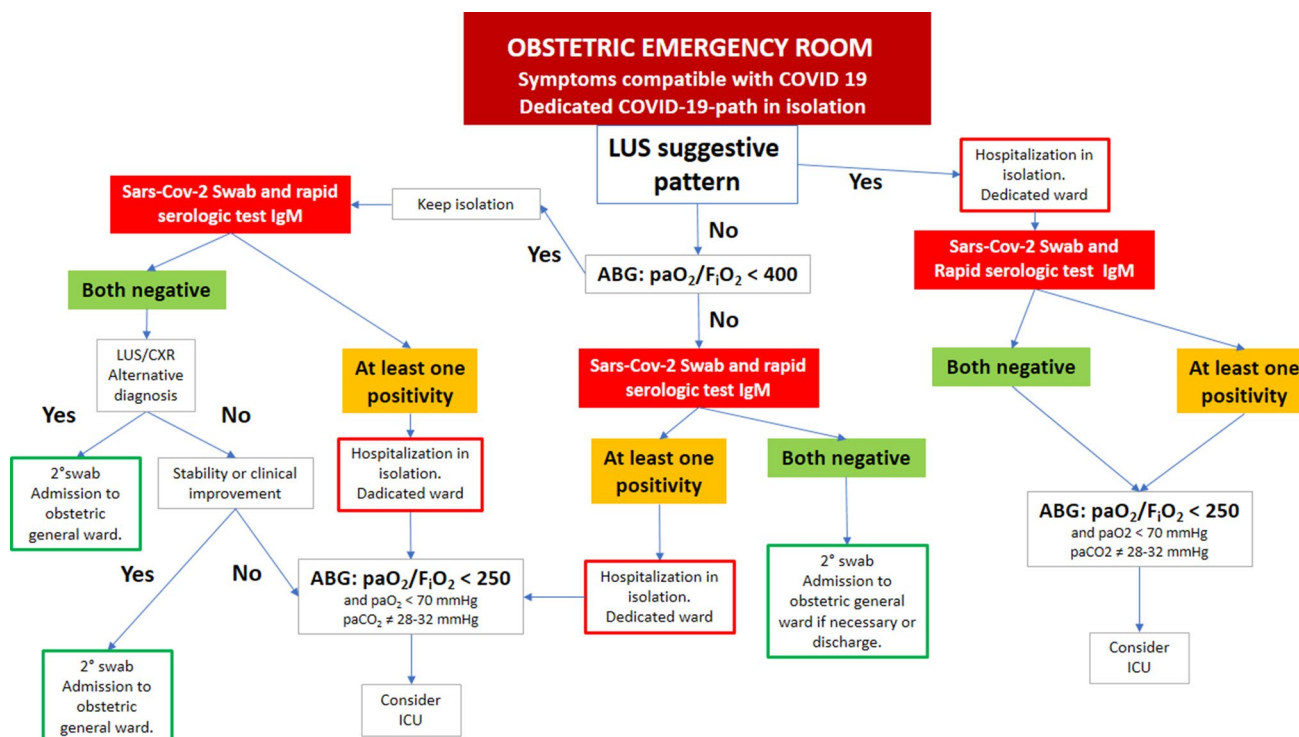 OBSTETRIC EMERGENCY ROOM
Symptoms compatible with COVID 19
Dedicated COVID-19-path in isolation
LUS suggestive
pattern
Yes
Hospitalization in
isolation.
Dedicated ward
No
Sars-Cov-2 Swab and
Rapid serologic test IgM
Both negative
At least one
positivity
ABG: paO₂/FᵢO₂ < 250
and paO2 < 70 mmHg
paCO2 ≠ 28-32 mmHg
Consider
ICU
ABG: paO₂/FᵢO₂ < 400
Yes
Keep isolation
Sars-Cov-2 Swab and rapid
serologic test IgM
Both negative
LUS/CXR
Alternative
diagnosis
Yes
No
2°swab
Admission to
obstetric
general ward.
Stability or clinical
improvement
Yes
No
2° swab
Admission to
obstetric
general ward.
At least one
positivity
Hospitalization in
isolation.
Dadicated ward
ABG: paO₂/FᵢO₂ < 250
and paO₂ < 70 mmHg
paCO₂ ≠ 28-32 mmHg
Consider
ICU
No
Sars-Cov-2 Swab and rapid
serologic test IgM
At least one
positivity
Hospitalization in
isolation.
Dedicated ward
Both negative
2° swab
Admission to
obstetric general
ward if necessary or
discharge.